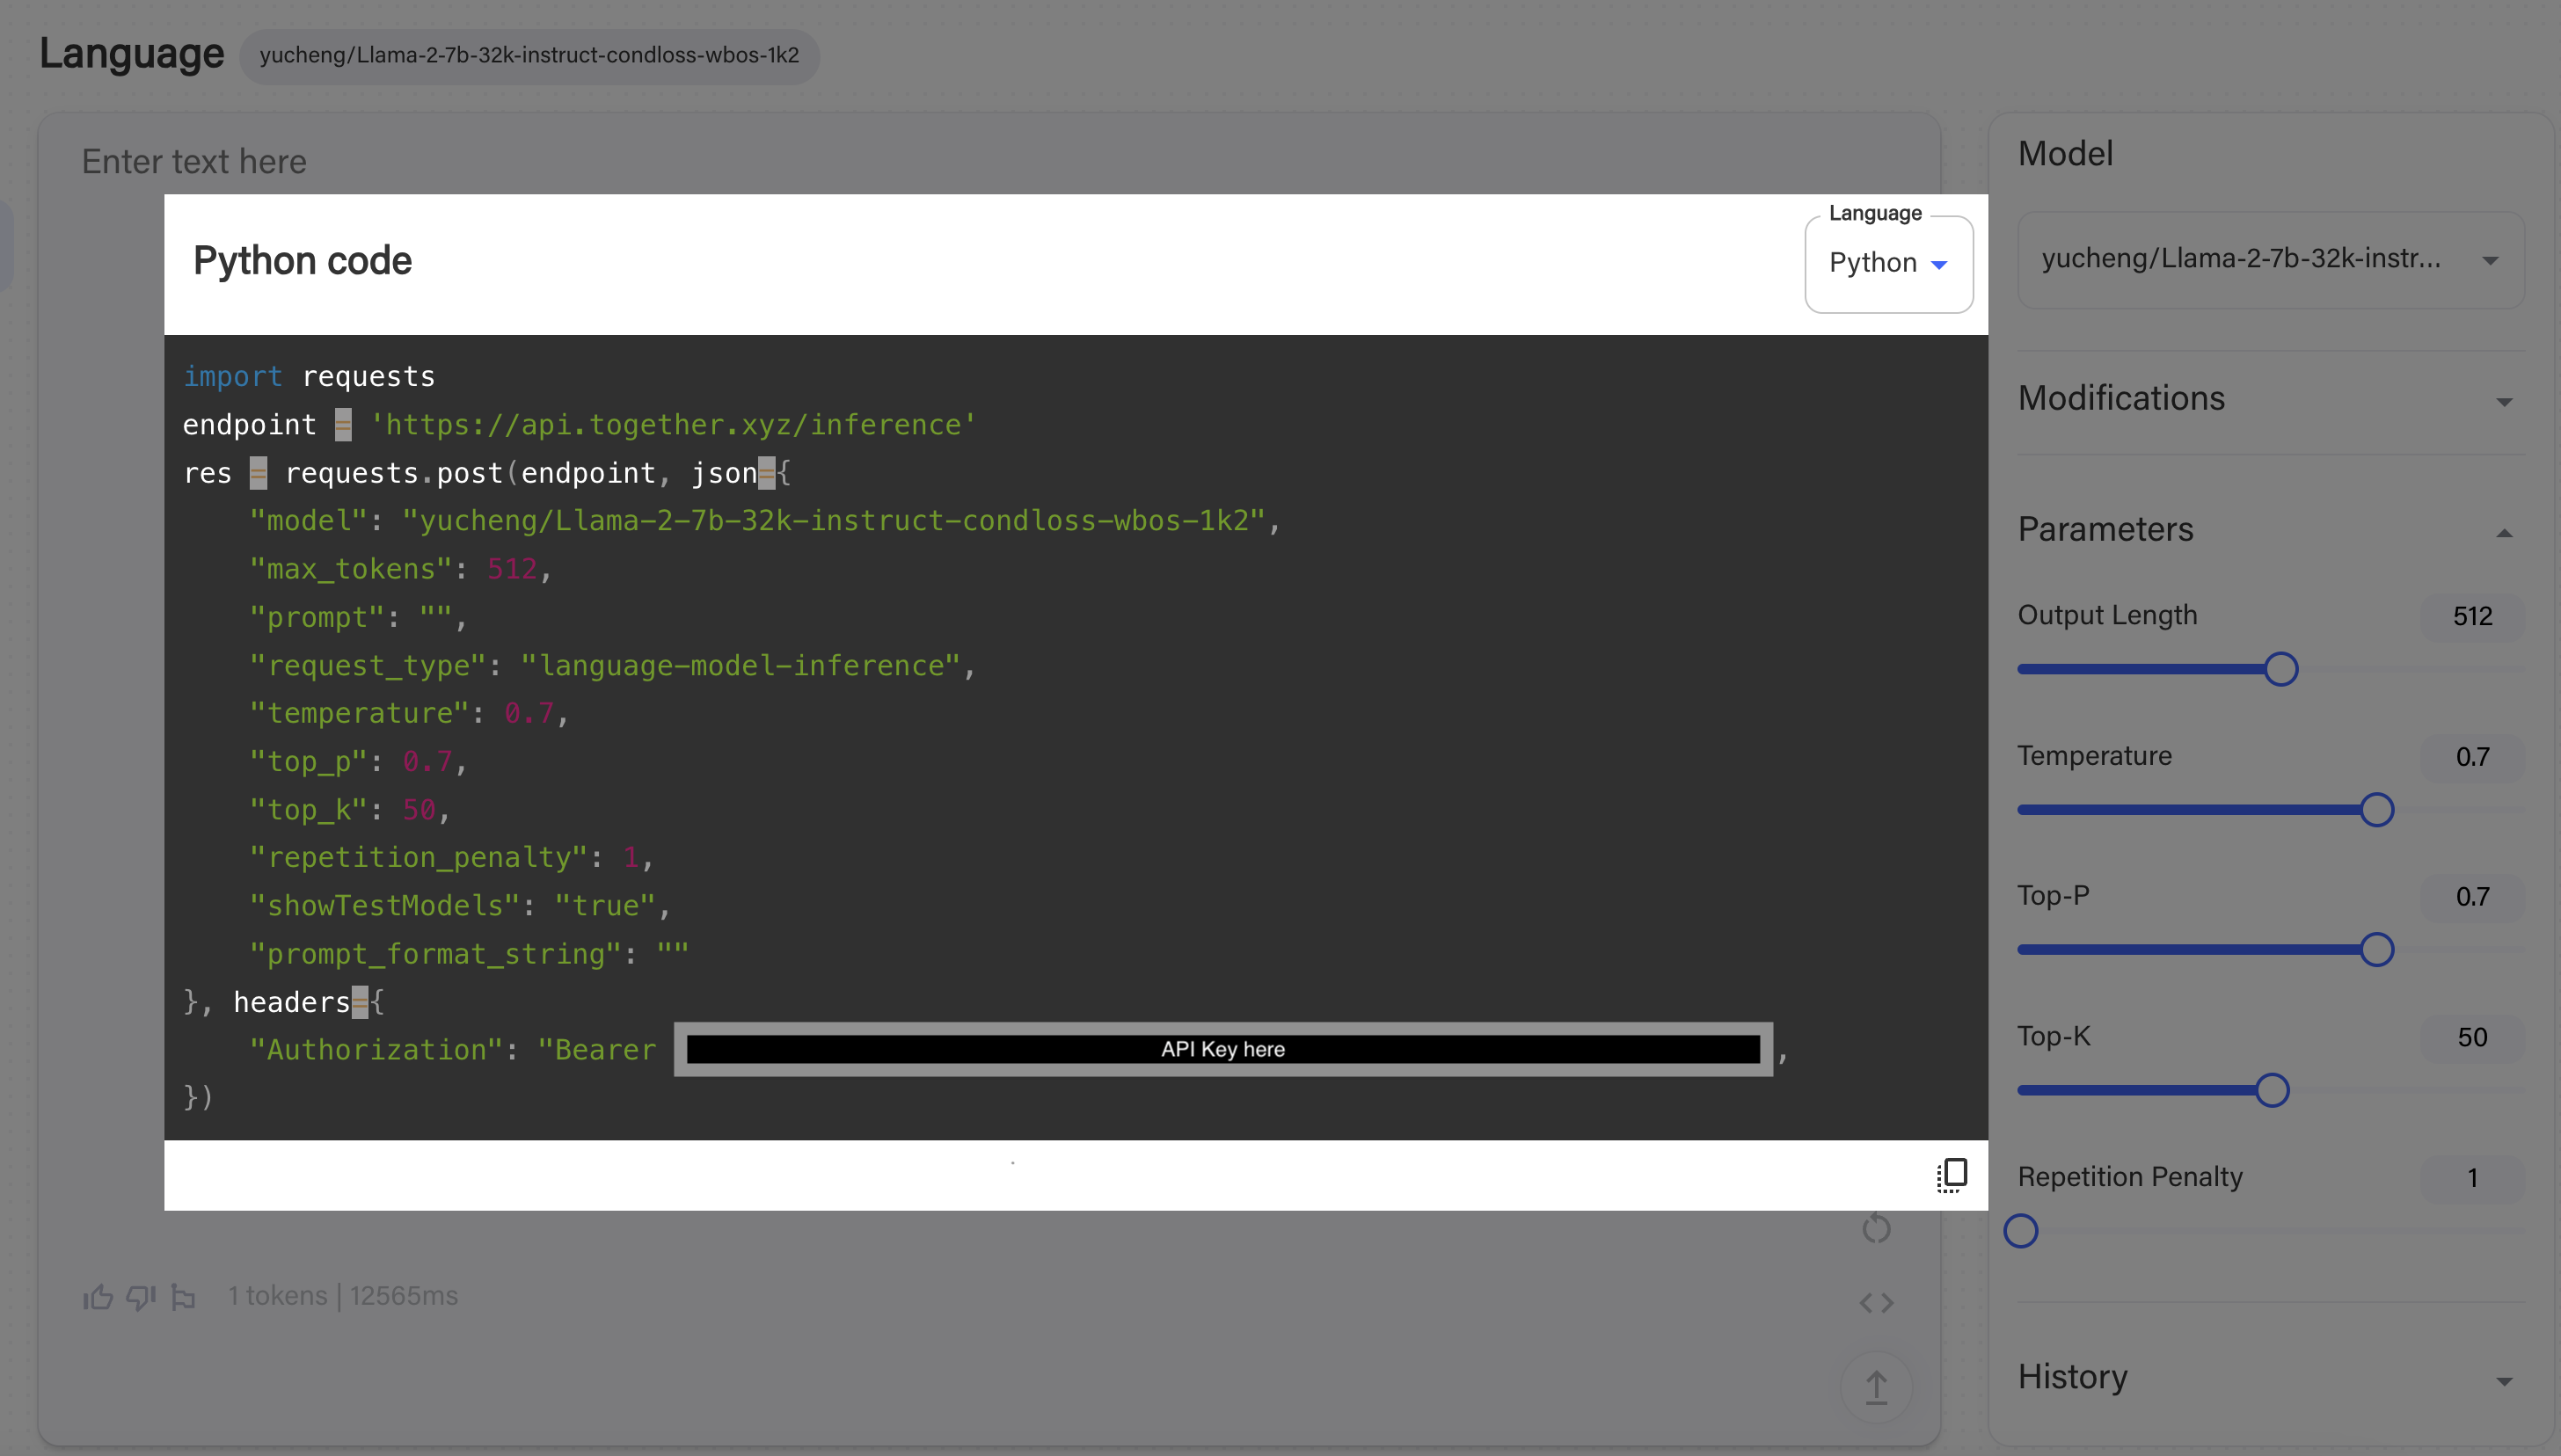 Language yucheng/Llama-2-7b-32k-instruct-condloss-wbos-1k2
Enter text here
Python code
Language
Python
import requests
endpoint = 'https://api.together.xyz/inference'
res = requests.post(endpoint, json={
    "model": "yucheng/Llama-2-7b-32k-instruct-condloss-wbos-1k2",
    "max_tokens": 512,
    "prompt": "",
    "request_type": "language-model-inference",
    "temperature": 0.7,
    "top_p": 0.7,
    "top_k": 50,
    "repetition_penalty": 1,
    "showTestModels": "true",
    "prompt_format_string": ""
}, headers={
    "Authorization": "Bearer API Key here,
})
1 tokens | 12565ms
Model
yucheng/Llama-2-7b-32k-instr...
Modifications
Parameters
Output Length 512
Temperature 0.7
Top-P 0.7
Top-K 50
Repetition Penalty 1
History